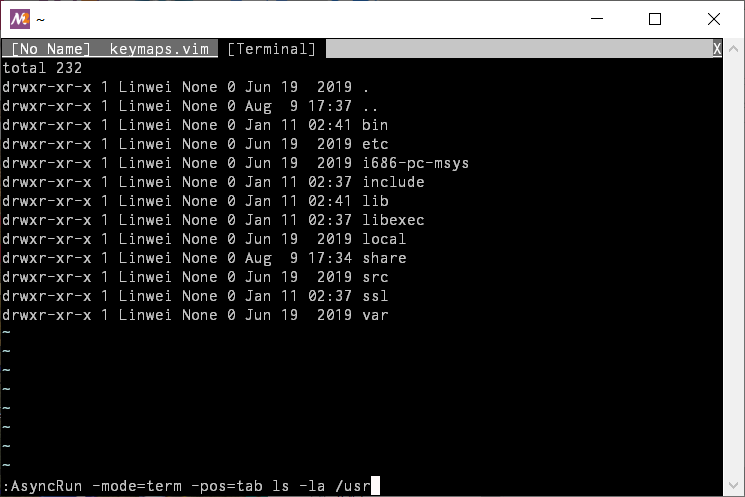 M ~
[No Name] keymaps.vim [Terminal] X
total 232
drwxr-xr-x 1 Linwei None 0 Jun 19  2019 .
drwxr-xr-x 1 Linwei None 0 Aug  9 17:37 ..
drwxr-xr-x 1 Linwei None 0 Jan 11 02:41 bin
drwxr-xr-x 1 Linwei None 0 Jun 19  2019 etc
drwxr-xr-x 1 Linwei None 0 Jun 19  2019 i686-pc-msys
drwxr-xr-x 1 Linwei None 0 Jan 11 02:37 include
drwxr-xr-x 1 Linwei None 0 Jan 11 02:41 lib
drwxr-xr-x 1 Linwei None 0 Jan 11 02:37 libexec
drwxr-xr-x 1 Linwei None 0 Jun 19  2019 local
drwxr-xr-x 1 Linwei None 0 Aug  9 17:34 share
drwxr-xr-x 1 Linwei None 0 Jun 19  2019 src
drwxr-xr-x 1 Linwei None 0 Jan 11 02:37 ssl
drwxr-xr-x 1 Linwei None 0 Jun 19  2019 var
~
~
~
~
~
~
~
~
:AsyncRun -mode=term -pos=tab ls -la /usr